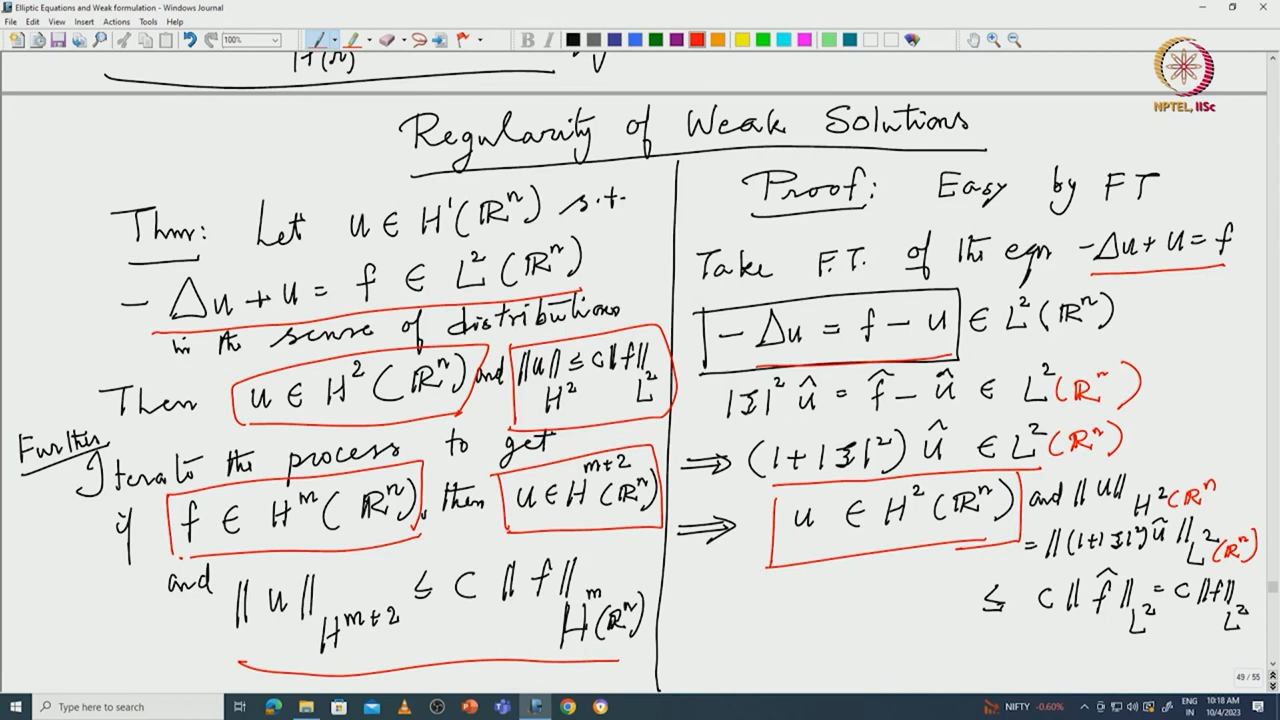 Elliptic Equations and Weak formulation - Windows Journal
File Edit View Insert Actions Tools Help
100%
B I
NPTEL, IISc
Regularity of Weak Solutions
Thm: Let u ∈ H¹(ℝⁿ) s.t.
- Δu + u = f ∈ L²(ℝⁿ)
in the sense of distributions
Then u ∈ H²(ℝⁿ) and ‖u‖_{H²} ≤ c‖f‖_{L²}
Further Iterate the process to get
if f ∈ Hᵐ(ℝⁿ), then u ∈ H^{m+2}(ℝⁿ)
and ‖u‖_{H^{m+2}} ≤ C ‖f‖_{H^m(ℝⁿ)}
Proof: Easy by FT
Take F.T. of the eqn -Δu + u = f
- Δu = f - u ∈ L²(ℝⁿ)
|ξ|² û = f̂ - û ∈ L²(ℝⁿ)
⟹ (1+|ξ|²) û ∈ L²(ℝⁿ)
⟹ u ∈ H²(ℝⁿ) and ‖u‖_{H²(ℝⁿ)}
= ‖(1+|ξ|²)û‖_{L²(ℝⁿ)}
≤ C‖f̂‖_{L²} = C‖f‖_{L²}
49 / 55
Type here to search
NIFTY -0.60%
ENG
IN
10:18 AM
10/4/2023